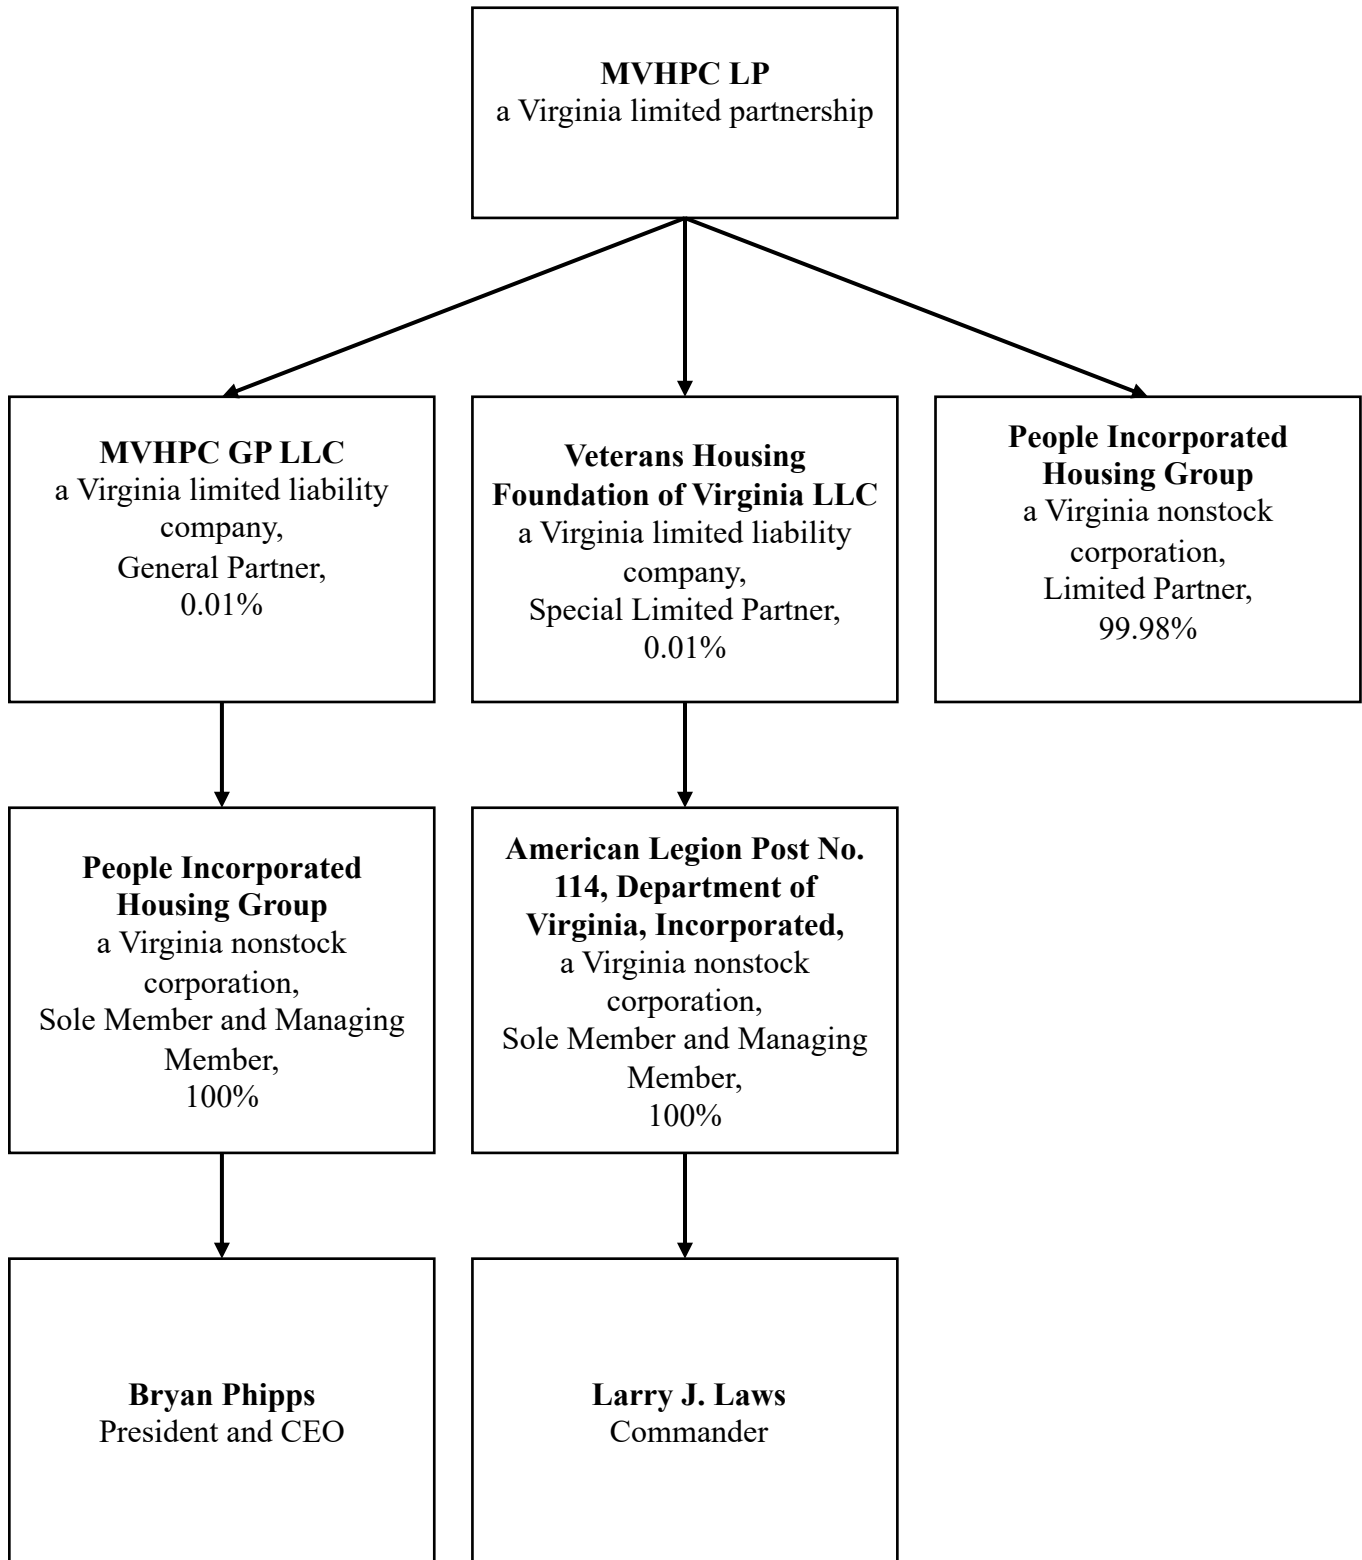 MVHPC LP
a Virginia limited partnership
MVHPC GP LLC
a Virginia limited liability
company,
General Partner,
0.01%
Veterans Housing
Foundation of Virginia LLC
a Virginia limited liability
company,
Special Limited Partner,
0.01%
People Incorporated
Housing Group
a Virginia nonstock
corporation,
Limited Partner,
99.98%
People Incorporated
Housing Group
a Virginia nonstock
corporation,
Sole Member and Managing
Member,
100%
American Legion Post No.
114, Department of
Virginia, Incorporated,
a Virginia nonstock
corporation,
Sole Member and Managing
Member,
100%
Bryan Phipps
President and CEO
Larry J. Laws
Commander